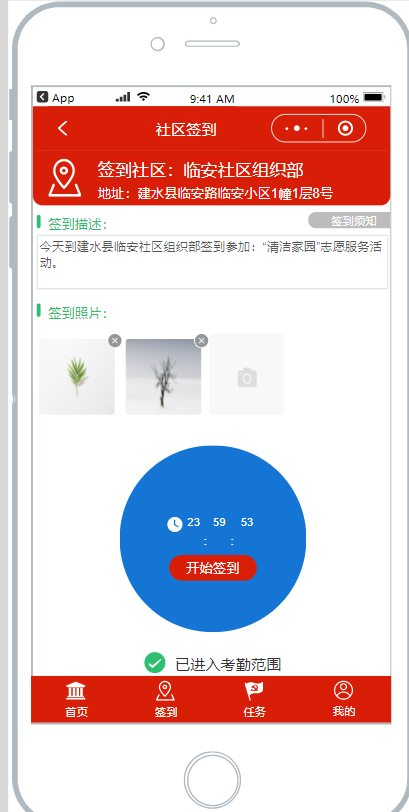 App
9:41 AM
100%
社区签到
签到社区：临安社区组织部
地址：建水县临安路临安小区1幢1层8号
签到描述：
签到须知
今天到建水县临安社区组织部签到参加：“清洁家园”志愿服务活
动。
签到照片：
23 : 59 : 53
开始签到
已进入考勤范围
首页
签到
任务
我的